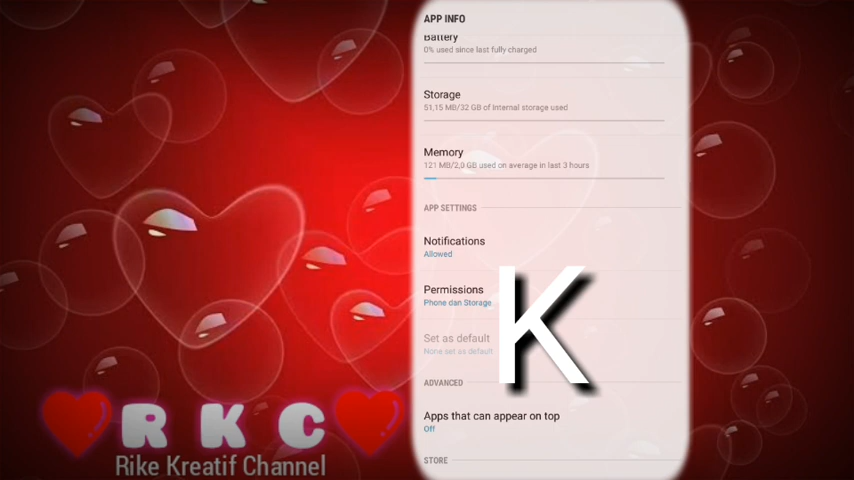 APP INFO
Battery
0% used since last fully charged
Storage
51,15 MB/32 GB of Internal storage used
Memory
121 MB/2,0 GB used on average in last 3 hours
APP SETTINGS
Notifications
Allowed
Permissions
Phone dan Storage
K
Set as default
None set as default
ADVANCED
Apps that can appear on top
Off
STORE
R K C
Rike Kreatif Channel